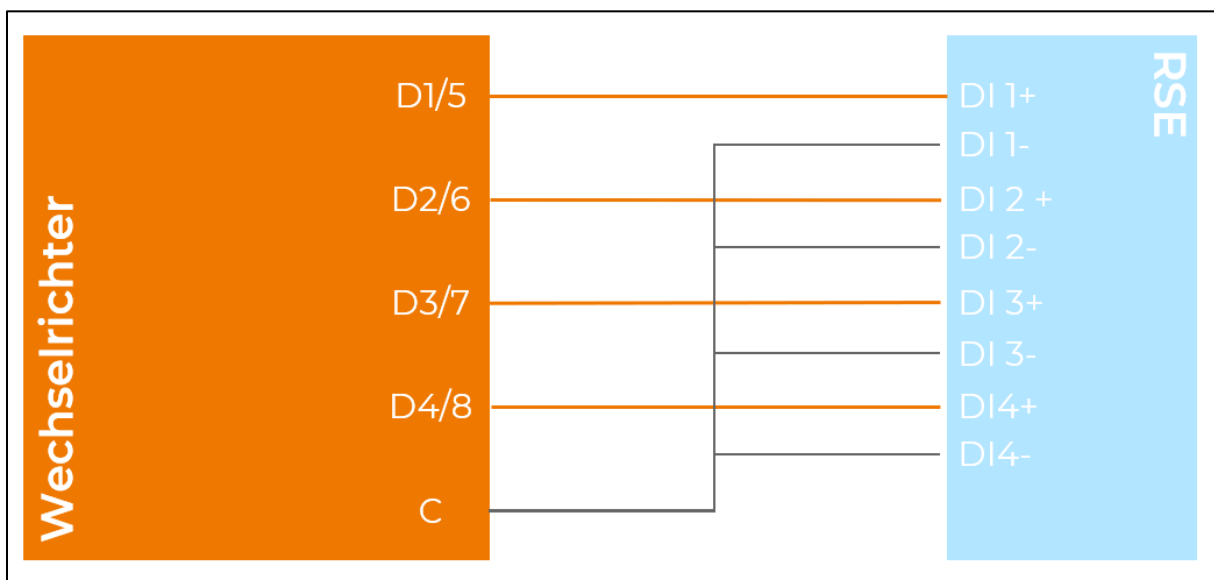 Wechselrichter
D1/5
D2/6
D3/7
D4/8
C
RSE
DI 1+
DI 1-
DI 2 +
DI 2-
DI 3+
DI 3-
DI4+
DI4-